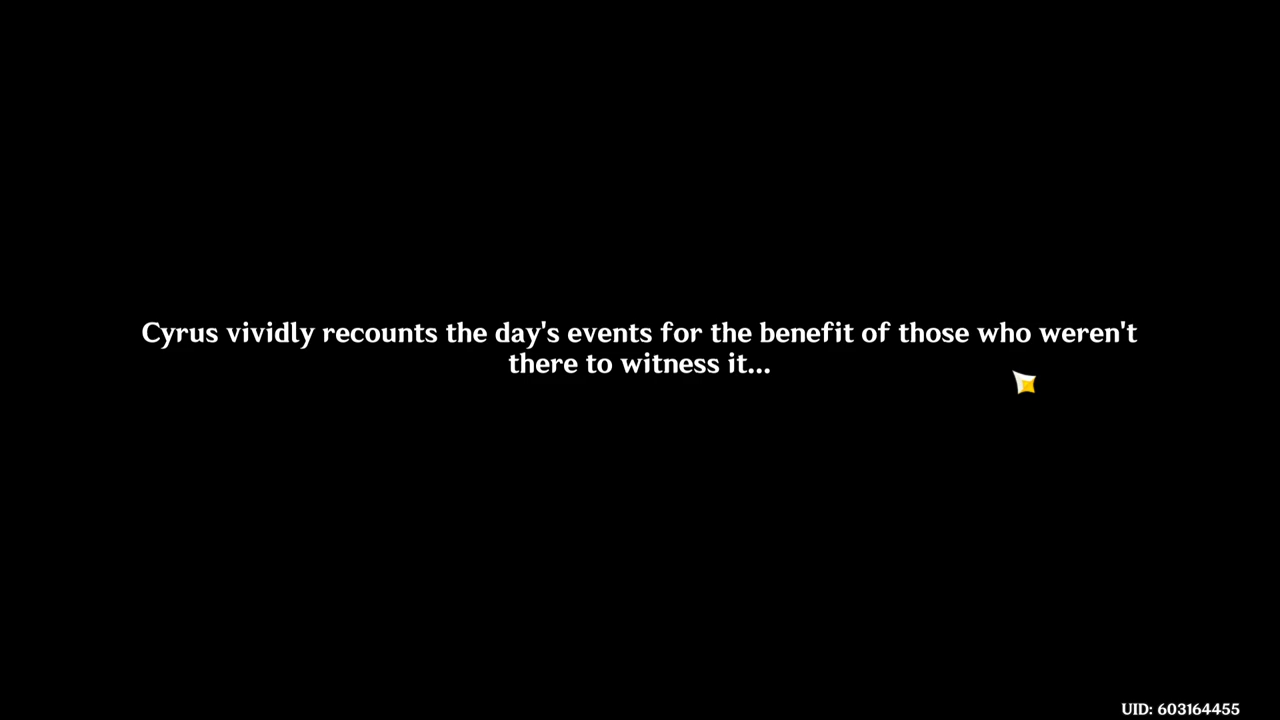 Cyrus vividly recounts the day's events for the benefit of those who weren't
there to witness it...
UID: 603164455